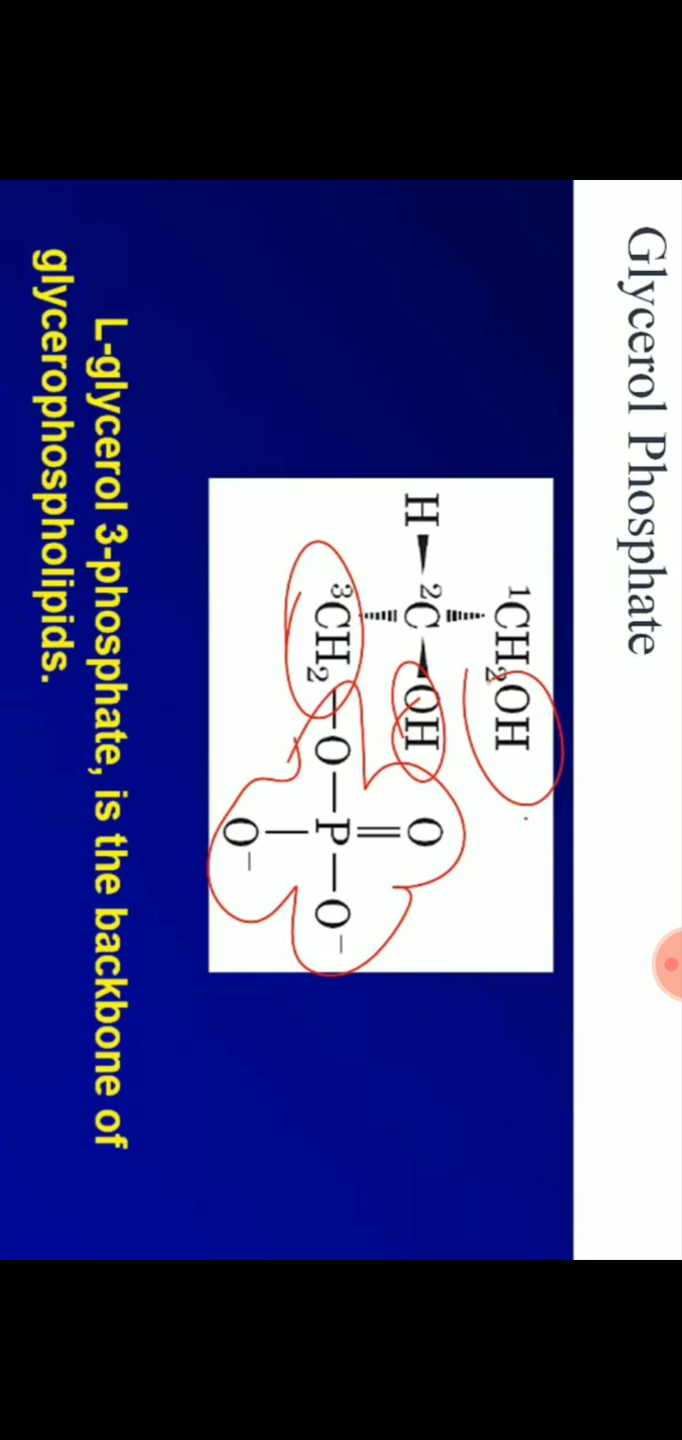 Glycerol Phosphate
¹CH₂OH
H ²C OH O
³CH₂—O—P—O⁻
O⁻
L-glycerol 3-phosphate, is the backbone of
glycerophospholipids.